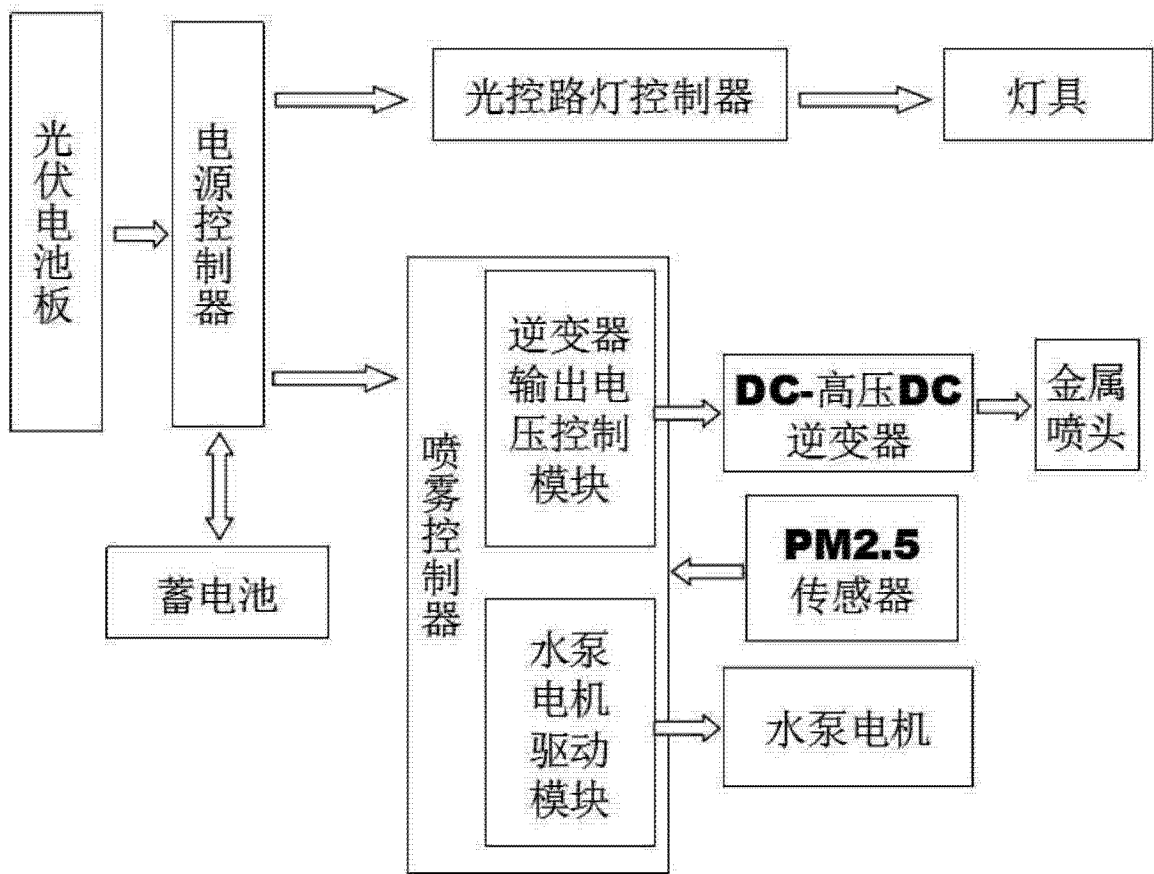 光伏电池板
电源控制器
光控路灯控制器
灯具
蓄电池
喷雾控制器
逆变器
输出电
压控制
模块
DC-高压DC
逆变器
金属
喷头
PM2.5
传感器
水泵
电机
驱动
模块
水泵电机